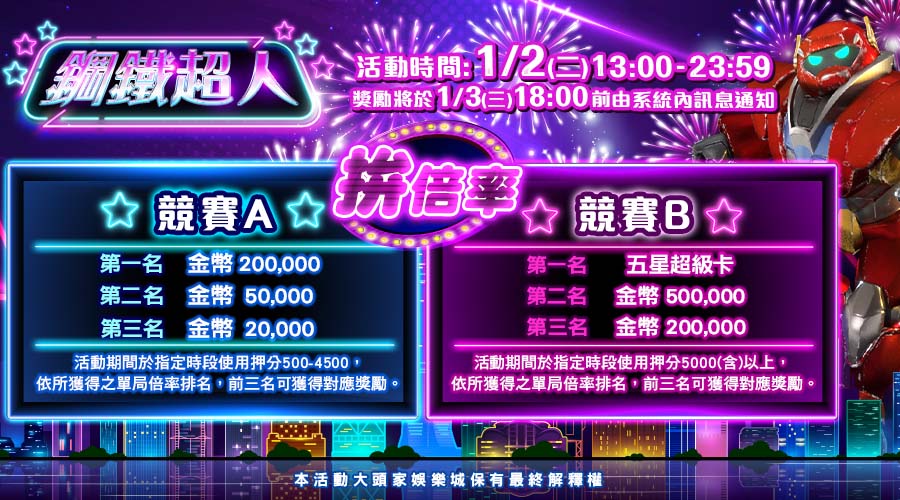 鋼鐵超人
活動時間: 1/2(二)13:00-23:59
獎勵將於1/3(三)18:00前由系統內訊息通知
拚倍率
競賽A
第一名 金幣 200,000
第二名 金幣 50,000
第三名 金幣 20,000
活動期間於指定時段使用押分500-4500，
依所獲得之單局倍率排名，前三名可獲得對應獎勵。
競賽B
第一名 五星超級卡
第二名 金幣 500,000
第三名 金幣 200,000
活動期間於指定時段使用押分5000(含)以上，
依所獲得之單局倍率排名，前三名可獲得對應獎勵。
本活動大頭家娛樂城保有最終解釋權